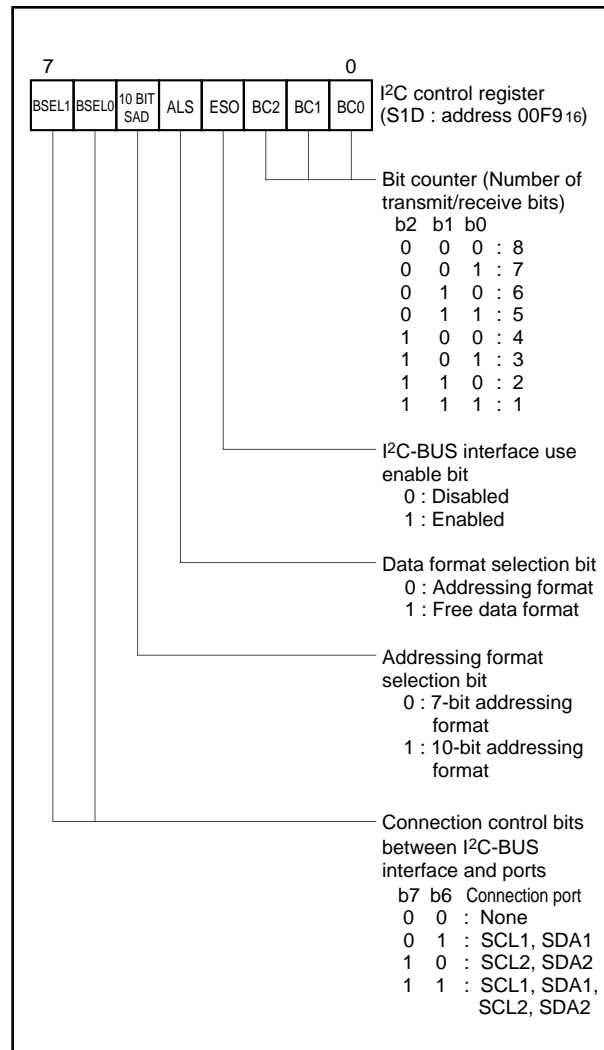 7 0
BSEL1 BSEL0 10 BIT SAD ALS ESO BC2 BC1 BC0
I2C control register
(S1D : address 00F916)
Bit counter (Number of
transmit/receive bits)
b2 b1 b0
0 0 0 : 8
0 0 1 : 7
0 1 0 : 6
0 1 1 : 5
1 0 0 : 4
1 0 1 : 3
1 1 0 : 2
1 1 1 : 1
I2C-BUS interface use
enable bit
0 : Disabled
1 : Enabled
Data format selection bit
0 : Addressing format
1 : Free data format
Addressing format
selection bit
0 : 7-bit addressing
format
1 : 10-bit addressing
format
Connection control bits
between I2C-BUS
interface and ports
b7 b6 Connection port
0 0 : None
0 1 : SCL1, SDA1
1 0 : SCL2, SDA2
1 1 : SCL1, SDA1,
SCL2, SDA2